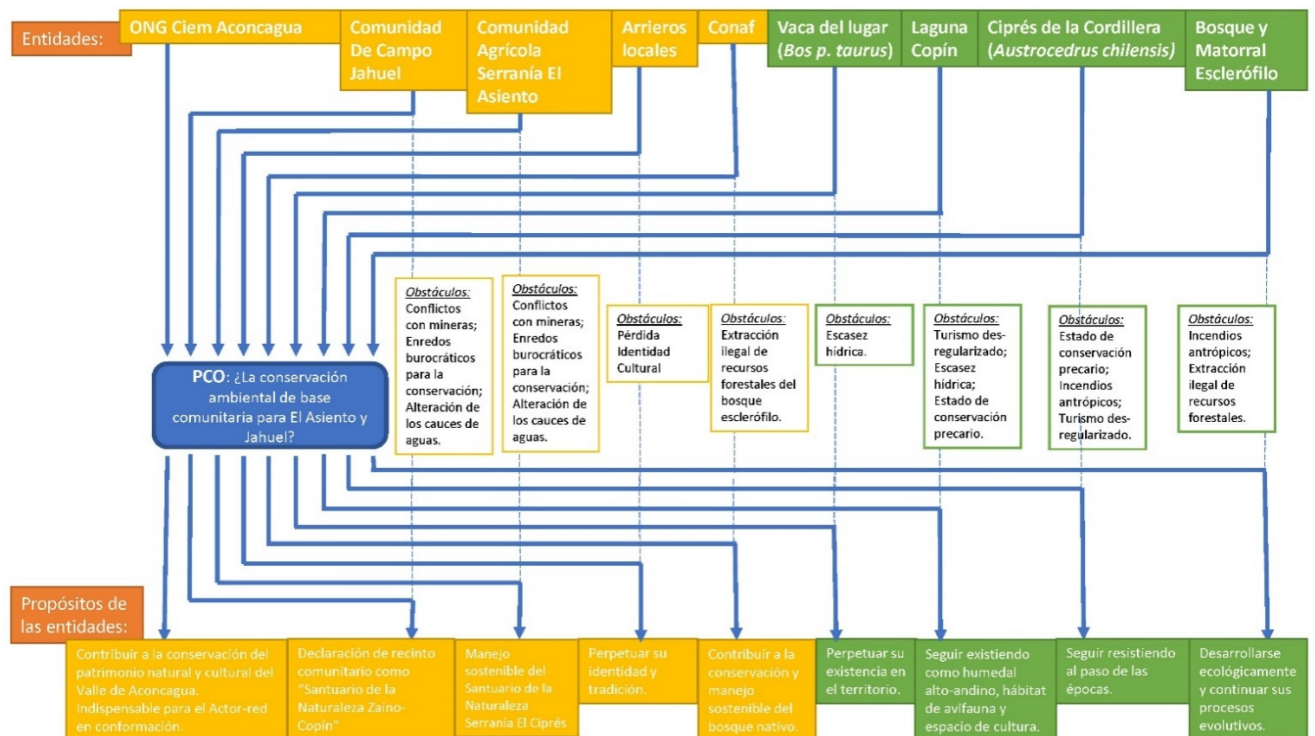 Entidades:
ONG Ciem Aconcagua
Comunidad
De Campo
Jahuel
Comunidad
Agrícola
Serranía El
Asiento
Arrieros
locales
Conaf
Vaca del lugar
(Bos p. taurus)
Laguna
Copín
Ciprés de la Cordillera
(Austrocedrus chilensis)
Bosque y
Matorral
Esclerófilo
Obstáculos:
Conflictos
con mineras;
Enredos
burocráticos
para la
conservación;
Alteración de
los cauces de
aguas.
Obstáculos:
Conflictos
con mineras;
Enredos
burocráticos
para la
conservación;
Alteración de
los cauces de
aguas.
Obstáculos:
Pérdida
Identidad
Cultural
Obstáculos:
Extracción
ilegal de
recursos
forestales del
bosque
esclerófilo.
Obstáculos:
Escasez
hídrica.
Obstáculos:
Turismo des-
regularizado;
Escasez
hídrica;
Estado de
conservación
precario.
Obstáculos:
Estado de
conservación
precario;
Incendios
antrópicos;
Turismo des-
regularizado.
Obstáculos:
Incendios
antrópicos;
Extracción
ilegal de
recursos
forestales.
PCO: ¿La conservación
ambiental de base
comunitaria para El Asiento y
Jahuel?
Propósitos de
las entidades:
Contribuir a la conservación del
patrimonio natural y cultural del
Valle de Aconcagua.
Indispensable para el Actor-red
en conformación.
Declaración de recinto
comunitario como
"Santuario de la
Naturaleza Zaino-
Copín"
Manejo
sostenible del
Santuario de la
Naturaleza
Serranía El Ciprés
Perpetuar su
identidad y
tradición.
Contribuir a la
conservación y
manejo
sostenible del
bosque nativo.
Perpetuar su
existencia en
el territorio.
Seguir existiendo
como humedal
alto-andino, hábitat
de avifauna y
espacio de cultura.
Seguir resistiendo
al paso de las
épocas.
Desarrollarse
ecológicamente
y continuar sus
procesos
evolutivos.